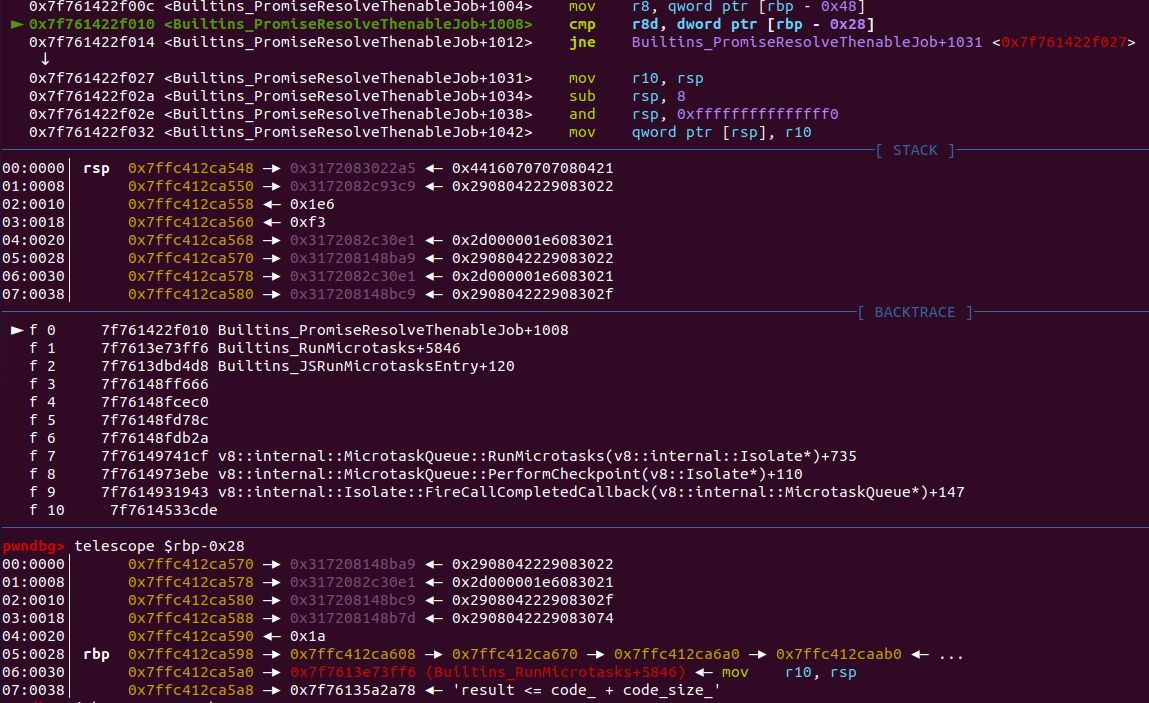 0x7f761422f00c <Builtins_PromiseResolveThenableJob+1004> mov r8, qword ptr [rbp - 0x48]
► 0x7f761422f010 <Builtins_PromiseResolveThenableJob+1008> cmp r8d, dword ptr [rbp - 0x28]
0x7f761422f014 <Builtins_PromiseResolveThenableJob+1012> jne Builtins_PromiseResolveThenableJob+1031 <0x7f761422f027>
↓
0x7f761422f027 <Builtins_PromiseResolveThenableJob+1031> mov r10, rsp
0x7f761422f02a <Builtins_PromiseResolveThenableJob+1034> sub rsp, 8
0x7f761422f02e <Builtins_PromiseResolveThenableJob+1038> and rsp, 0xfffffffffffffff0
0x7f761422f032 <Builtins_PromiseResolveThenableJob+1042> mov qword ptr [rsp], r10
[ STACK ]
00:0000│ rsp 0x7ffc412ca548 —► 0x3172083022a5 ◄— 0x4416070707080421
01:0008│ 0x7ffc412ca550 —► 0x3172082c93c9 ◄— 0x2908042229083022
02:0010│ 0x7ffc412ca558 ◄— 0x1e6
03:0018│ 0x7ffc412ca560 ◄— 0xf3
04:0020│ 0x7ffc412ca568 —► 0x3172082c30e1 ◄— 0x2d000001e6083021
05:0028│ 0x7ffc412ca570 —► 0x317208148ba9 ◄— 0x2908042229083022
06:0030│ 0x7ffc412ca578 —► 0x3172082c30e1 ◄— 0x2d000001e6083021
07:0038│ 0x7ffc412ca580 —► 0x317208148bc9 ◄— 0x290804222908302f
[ BACKTRACE ]
► f 0 7f761422f010 Builtins_PromiseResolveThenableJob+1008
f 1 7f7613e73ff6 Builtins_RunMicrotasks+5846
f 2 7f7613dbd4d8 Builtins_JSRunMicrotasksEntry+120
f 3 7f76148ff666
f 4 7f76148fcec0
f 5 7f76148fd78c
f 6 7f76148fdb2a
f 7 7f76149741cf v8::internal::MicrotaskQueue::RunMicrotasks(v8::internal::Isolate*)+735
f 8 7f7614973ebe v8::internal::MicrotaskQueue::PerformCheckpoint(v8::Isolate*)+110
f 9 7f7614931943 v8::internal::Isolate::FireCallCompletedCallback(v8::internal::MicrotaskQueue*)+147
f 10 7f7614533cde
pwndbg> telescope $rbp-0x28
00:0000│ 0x7ffc412ca570 —► 0x317208148ba9 ◄— 0x2908042229083022
01:0008│ 0x7ffc412ca578 —► 0x3172082c30e1 ◄— 0x2d000001e6083021
02:0010│ 0x7ffc412ca580 —► 0x317208148bc9 ◄— 0x290804222908302f
03:0018│ 0x7ffc412ca588 —► 0x317208148b7d ◄— 0x2908042229083074
04:0020│ 0x7ffc412ca590 ◄— 0x1a
05:0028│ rbp 0x7ffc412ca598 —► 0x7ffc412ca608 —► 0x7ffc412ca670 —► 0x7ffc412ca6a0 —► 0x7ffc412caab0 ◄— ...
06:0030│ 0x7ffc412ca5a0 —► 0x7f7613e73ff6 (Builtins_RunMicrotasks+5846) ◄— mov r10, rsp
07:0038│ 0x7ffc412ca5a8 —► 0x7f76135a2a78 ◄— 'result <= code_ + code_size_'